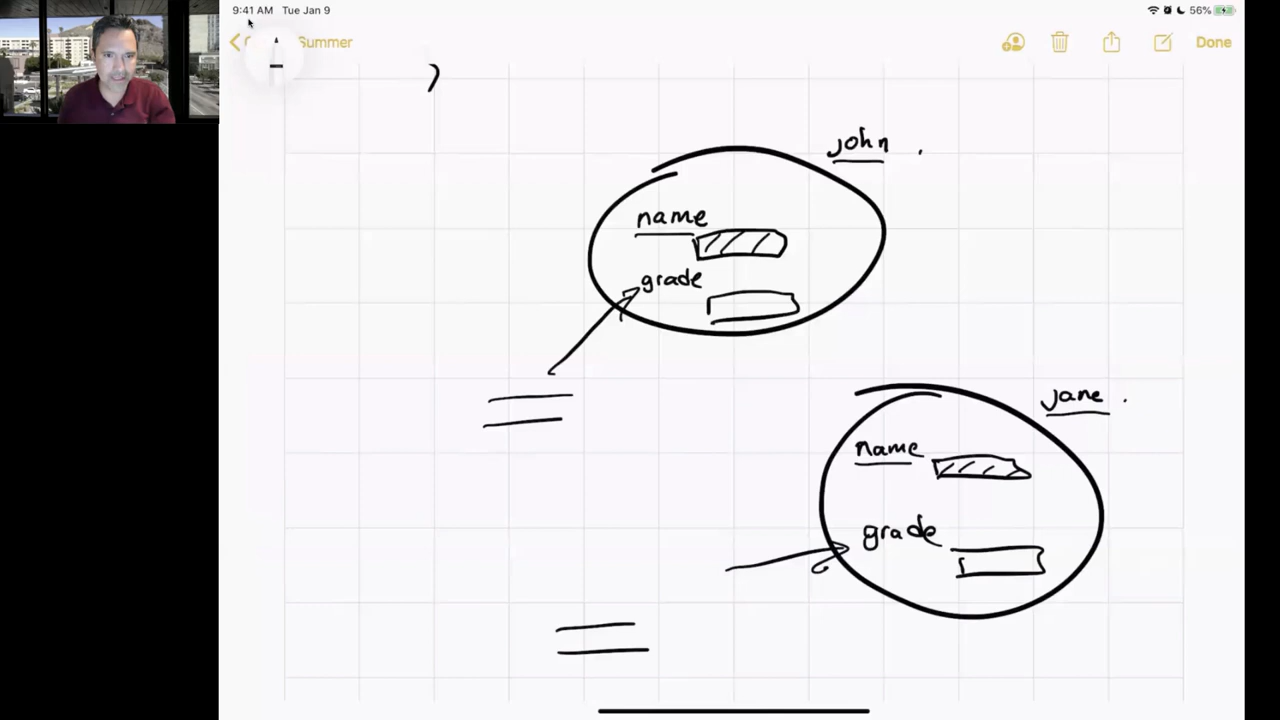 9:41 AM Tue Jan 9
56%
Summer
Done
john .
name
grade
jane .
name
grade